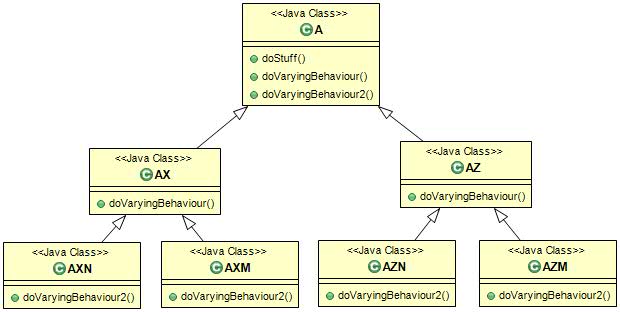 <<Java Class>>
C A
doStuff()
doVaryingBehaviour()
doVaryingBehaviour2()
<<Java Class>>
C AX
doVaryingBehaviour()
<<Java Class>>
C AZ
doVaryingBehaviour()
<<Java Class>>
C AXN
doVaryingBehaviour2()
<<Java Class>>
C AXM
doVaryingBehaviour2()
<<Java Class>>
C AZN
doVaryingBehaviour2()
<<Java Class>>
C AZM
doVaryingBehaviour2()